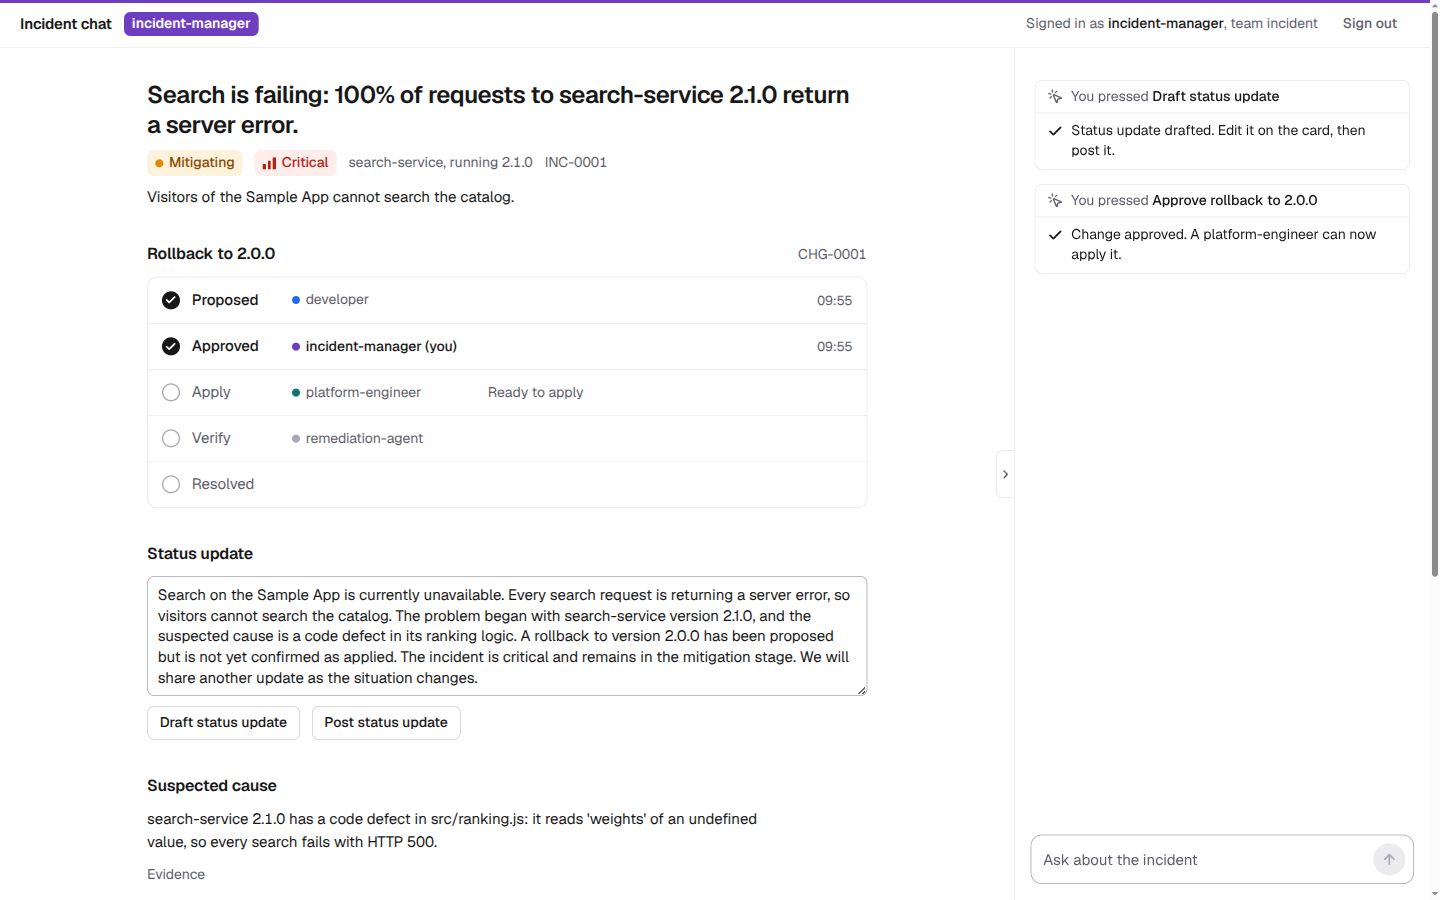 Incident chat
incident-manager
Signed in as incident-manager, team incident
Sign out
Search is failing: 100% of requests to search-service 2.1.0 return
a server error.
Mitigating
Critical
search-service, running 2.1.0
INC-0001
Visitors of the Sample App cannot search the catalog.
Rollback to 2.0.0
CHG-0001
Proposed
developer
09:55
Approved
incident-manager (you)
09:55
Apply
platform-engineer
Ready to apply
Verify
remediation-agent
Resolved
Status update
Search on the Sample App is currently unavailable. Every search request is returning a server error, so
visitors cannot search the catalog. The problem began with search-service version 2.1.0, and the
suspected cause is a code defect in its ranking logic. A rollback to version 2.0.0 has been proposed
but is not yet confirmed as applied. The incident is critical and remains in the mitigation stage. We will
share another update as the situation changes.
Draft status update
Post status update
Suspected cause
search-service 2.1.0 has a code defect in src/ranking.js: it reads 'weights' of an undefined
value, so every search fails with HTTP 500.
Evidence
You pressed Draft status update
Status update drafted. Edit it on the card, then
post it.
You pressed Approve rollback to 2.0.0
Change approved. A platform-engineer can now
apply it.
Ask about the incident